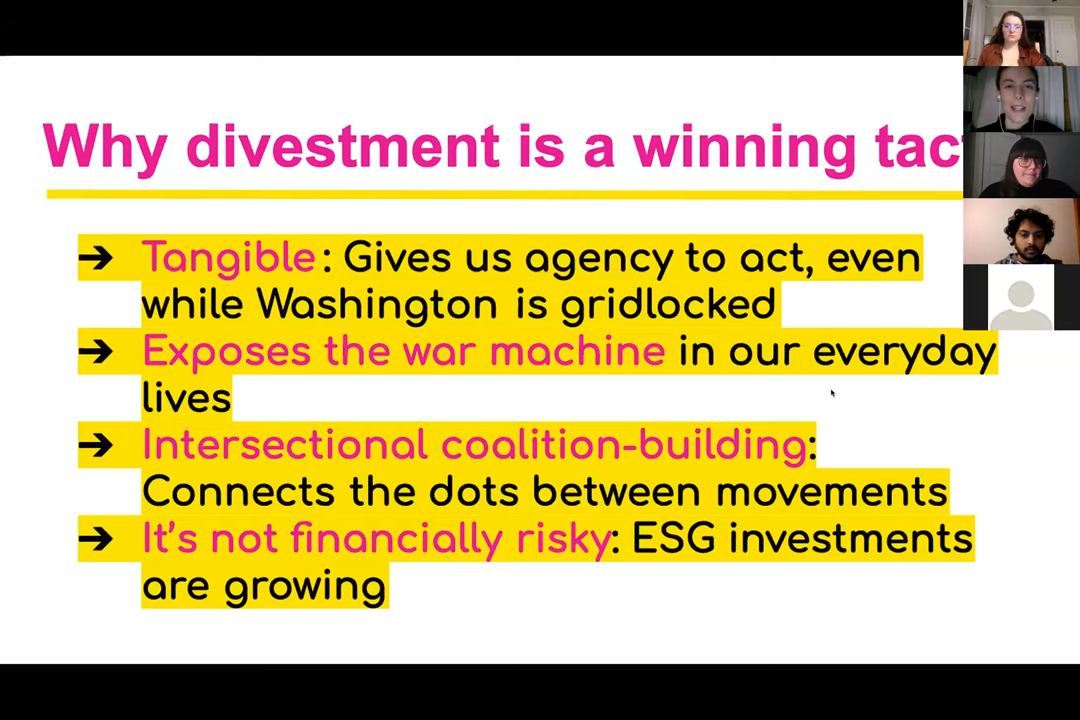 Why divestment is a winning
➔ Tangible: Gives us agency to act, even
while Washington is gridlocked
➔ Exposes the war machine in our everyday
lives
➔ Intersectional coalition-building:
Connects the dots between movements
➔ It's not financially risky: ESG investments
are growing